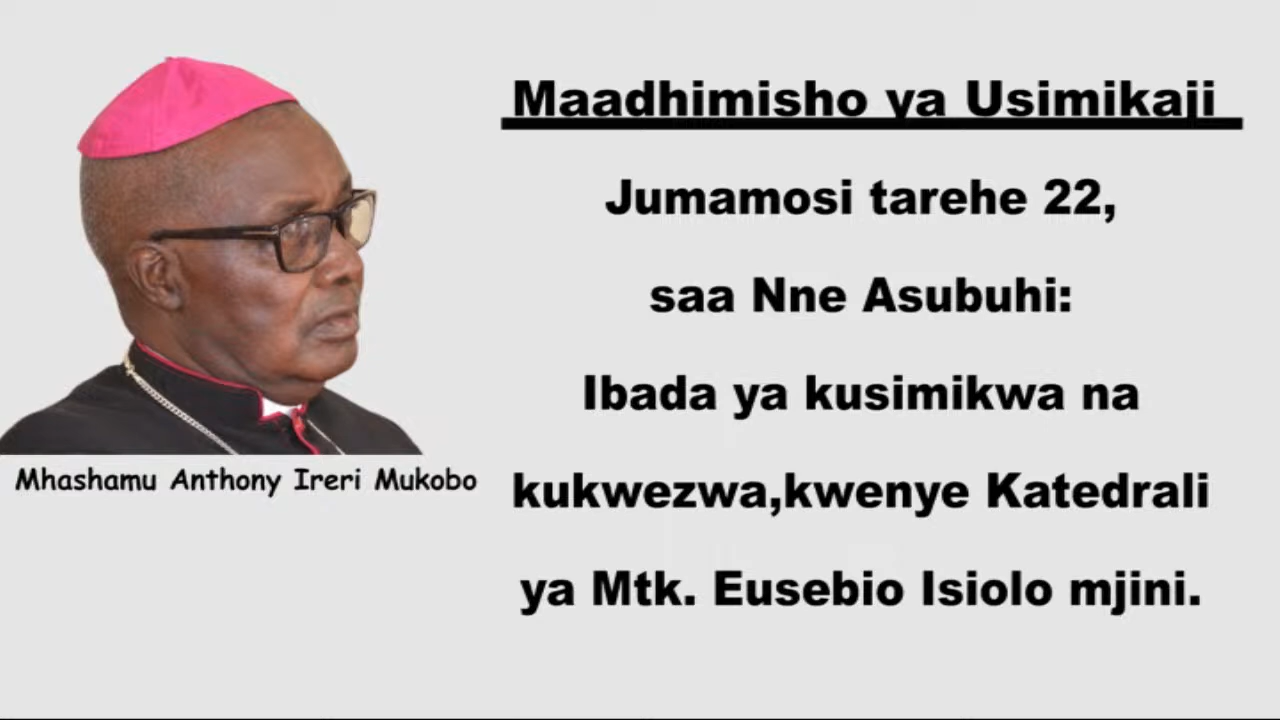 Maadhimisho ya Usimikaji
Jumamosi tarehe 22,
saa Nne Asubuhi:
Ibada ya kusimikwa na
kukwezwa,kwenye Katedrali
ya Mtk. Eusebio Isiolo mjini.
Mhashamu Anthony Ireri Mukobo